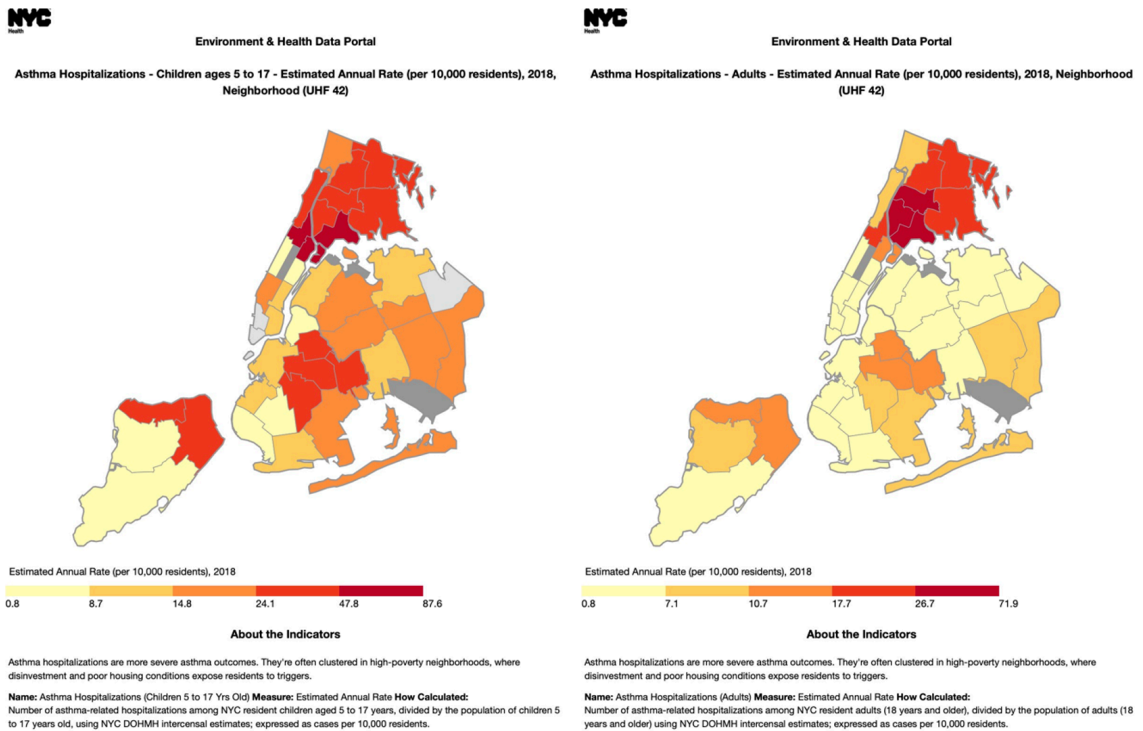 NYC
Health
Environment & Health Data Portal
Asthma Hospitalizations - Children ages 5 to 17 - Estimated Annual Rate (per 10,000 residents), 2018,
Neighborhood (UHF 42)
Estimated Annual Rate (per 10,000 residents), 2018
0.8 8.7 14.8 24.1 47.8 87.6
About the Indicators
Asthma hospitalizations are more severe asthma outcomes. They're often clustered in high-poverty neighborhoods, where
disinvestment and poor housing conditions expose residents to triggers.
Name: Asthma Hospitalizations (Children 5 to 17 Yrs Old) Measure: Estimated Annual Rate How Calculated:
Number of asthma-related hospitalizations among NYC resident children aged 5 to 17 years, divided by the population of children 5
to 17 years old, using NYC DOHMH intercensal estimates; expressed as cases per 10,000 residents.
NYC
Health
Environment & Health Data Portal
Asthma Hospitalizations - Adults - Estimated Annual Rate (per 10,000 residents), 2018, Neighborhood
(UHF 42)
Estimated Annual Rate (per 10,000 residents), 2018
0.8 7.1 10.7 17.7 26.7 71.9
About the Indicators
Asthma hospitalizations are more severe asthma outcomes. They're often clustered in high-poverty neighborhoods, where
disinvestment and poor housing conditions expose residents to triggers.
Name: Asthma Hospitalizations (Adults) Measure: Estimated Annual Rate How Calculated:
Number of asthma-related hospitalizations among NYC resident adults (18 years and older), divided by the population of adults (18
years and older) using NYC DOHMH intercensal estimates; expressed as cases per 10,000 residents.